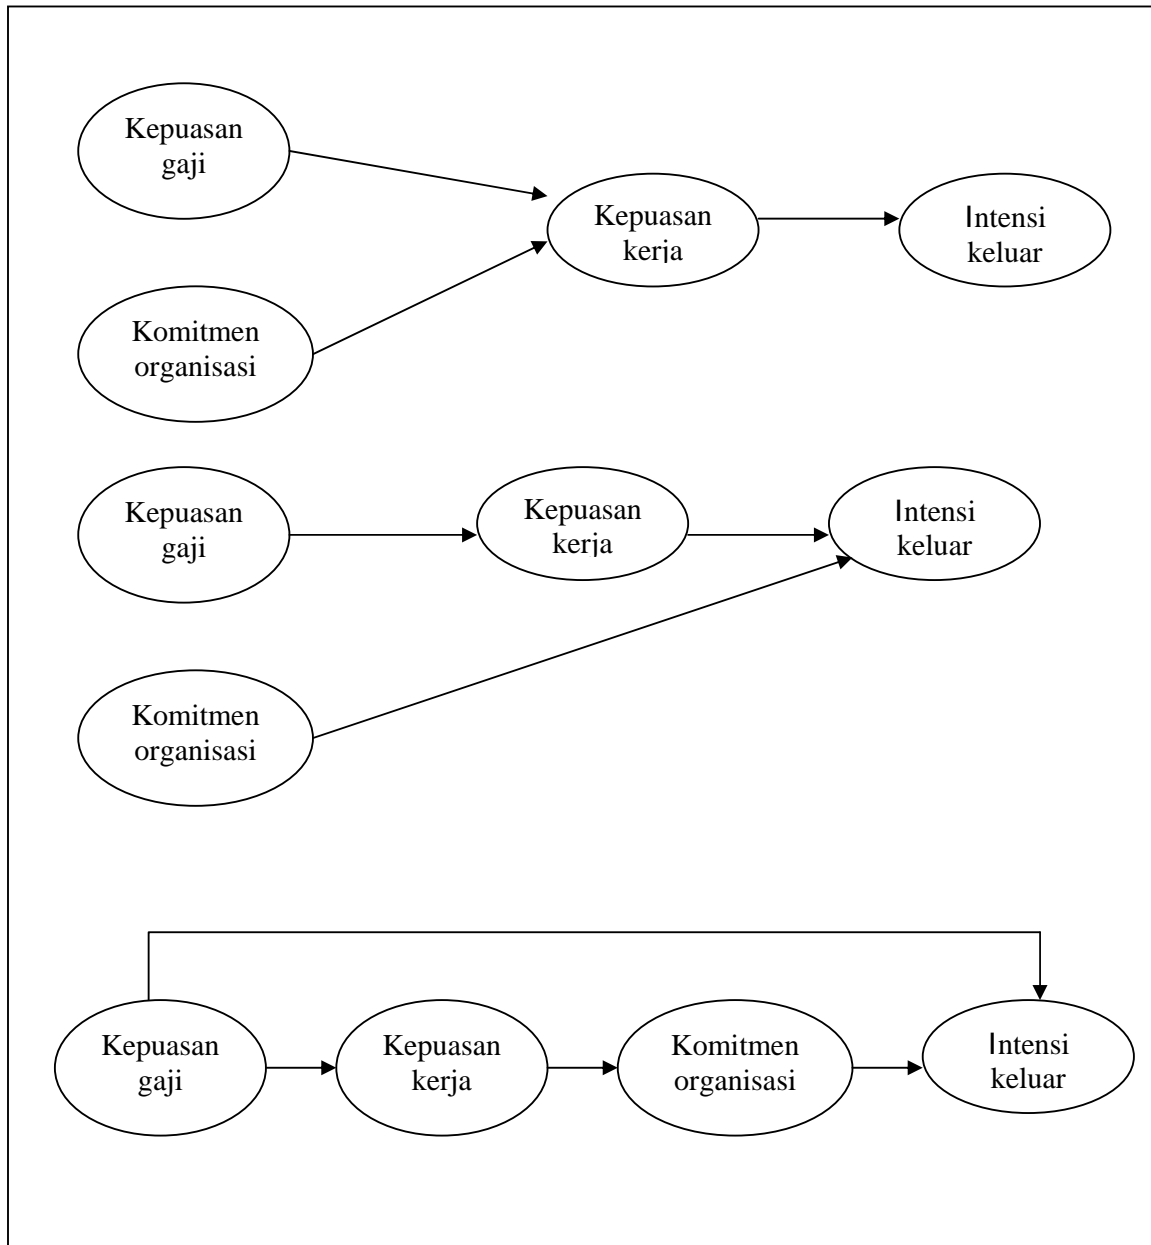 Kepuasan
gaji
Kepuasan
kerja
Intensi
keluar
Komitmen
organisasi
Kepuasan
gaji
Kepuasan
kerja
Intensi
keluar
Komitmen
organisasi
Kepuasan
gaji
Kepuasan
kerja
Komitmen
organisasi
Intensi
keluar